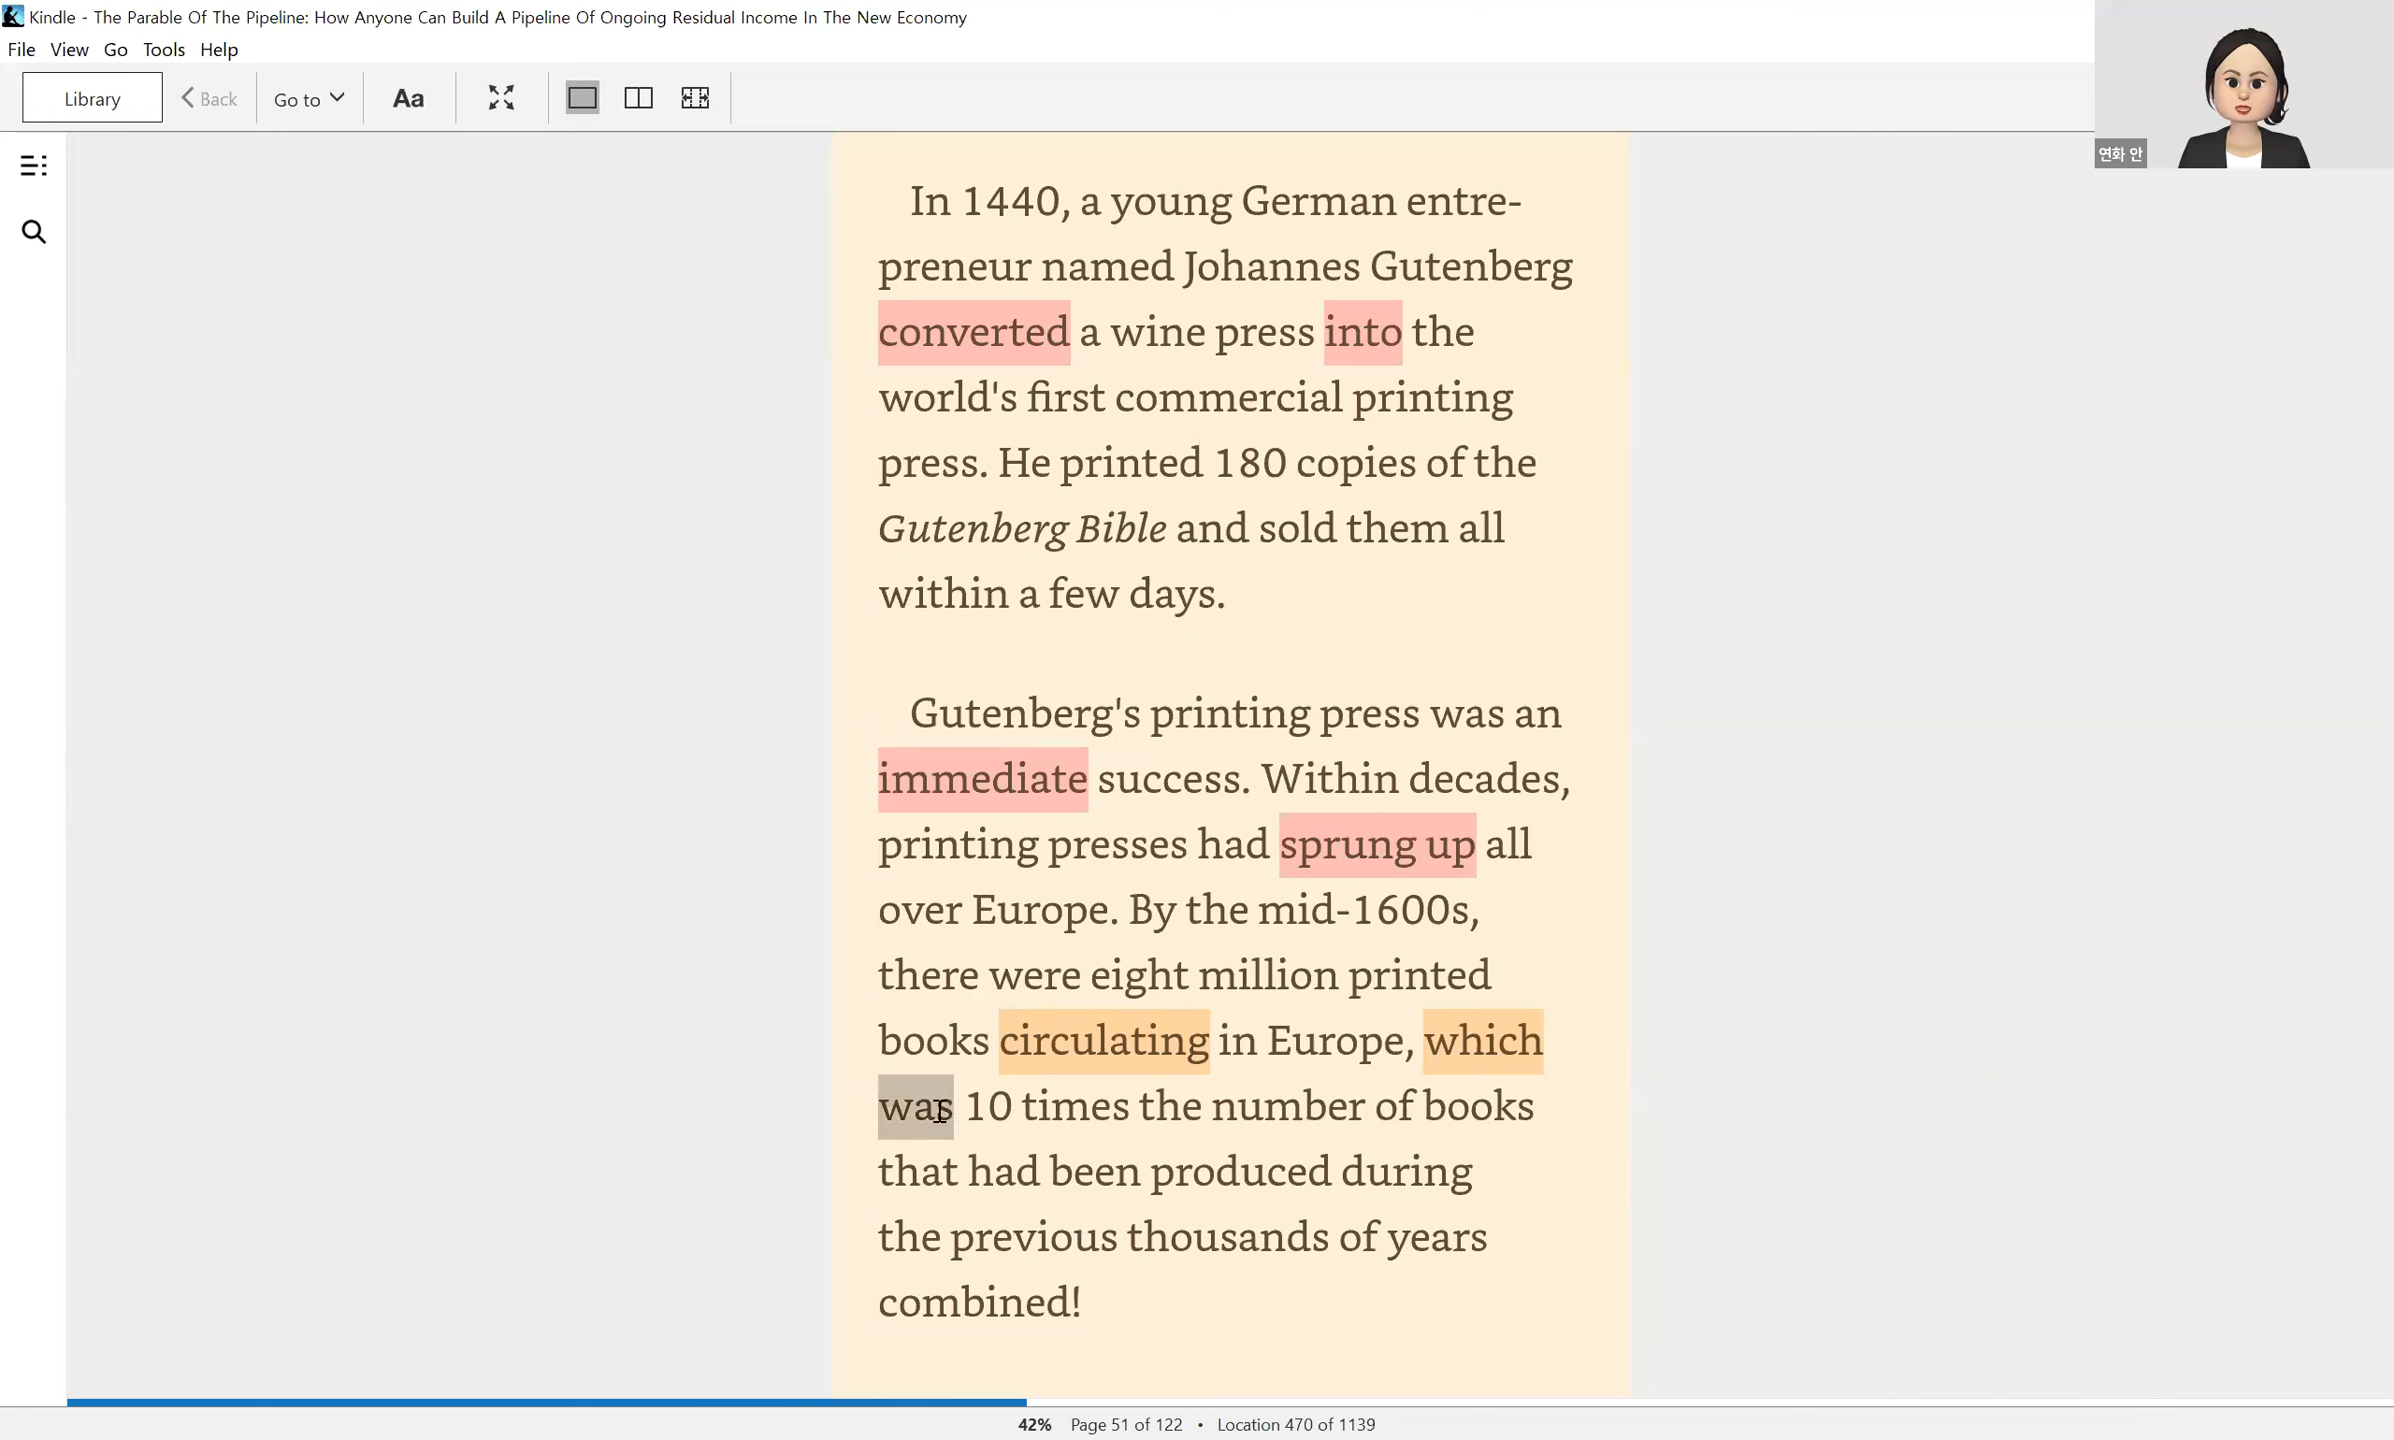 Kindle - The Parable Of The Pipeline: How Anyone Can Build A Pipeline Of Ongoing Residual Income In The New Economy
File View Go Tools Help
Library Back Go to Aa
연화 안
In 1440, a young German entre-
preneur named Johannes Gutenberg
converted a wine press into the
world's first commercial printing
press. He printed 180 copies of the
Gutenberg Bible and sold them all
within a few days.
Gutenberg's printing press was an
immediate success. Within decades,
printing presses had sprung up all
over Europe. By the mid-1600s,
there were eight million printed
books circulating in Europe, which
was 10 times the number of books
that had been produced during
the previous thousands of years
combined!
42% Page 51 of 122 • Location 470 of 1139